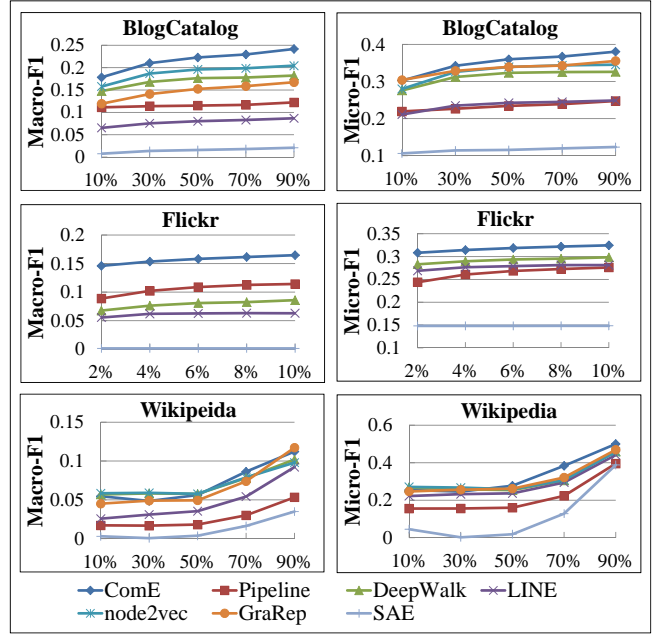 BlogCatalog
Macro-F1
0.25
0.2
0.15
0.1
0.05
0
10% 30% 50% 70% 90%
BlogCatalog
Micro-F1
0.4
0.3
0.2
0.1
10% 30% 50% 70% 90%
Flickr
Macro-F1
0.2
0.15
0.1
0.05
0
2% 4% 6% 8% 10%
Flickr
Micro-F1
0.35
0.3
0.25
0.2
0.15
0.1
2% 4% 6% 8% 10%
Wikipeida
Macro-F1
0.15
0.1
0.05
0
10% 30% 50% 70% 90%
Wikipedia
Micro-F1
0.6
0.4
0.2
0
10% 30% 50% 70% 90%
ComE Pipeline DeepWalk LINE
node2vec GraRep SAE